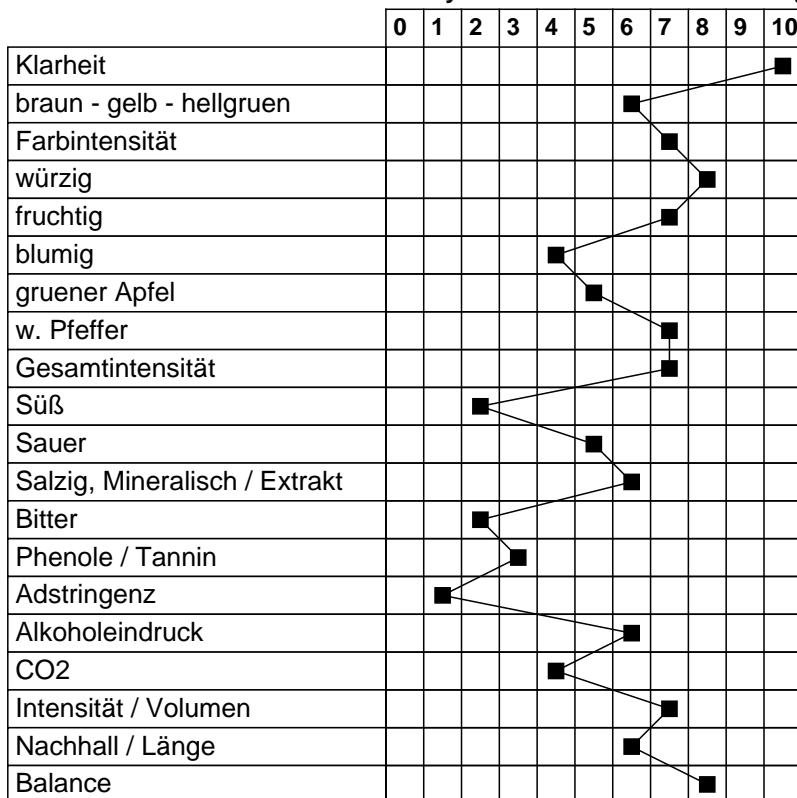 0 1 2 3 4 5 6 7 8 9 10
Klarheit
braun - gelb - hellgruen
Farbintensität
würzig
fruchtig
blumig
gruener Apfel
w. Pfeffer
Gesamtintensität
Süß
Sauer
Salzig, Mineralisch / Extrakt
Bitter
Phenole / Tannin
Adstringenz
Alkoholeindruck
CO2
Intensität / Volumen
Nachhall / Länge
Balance